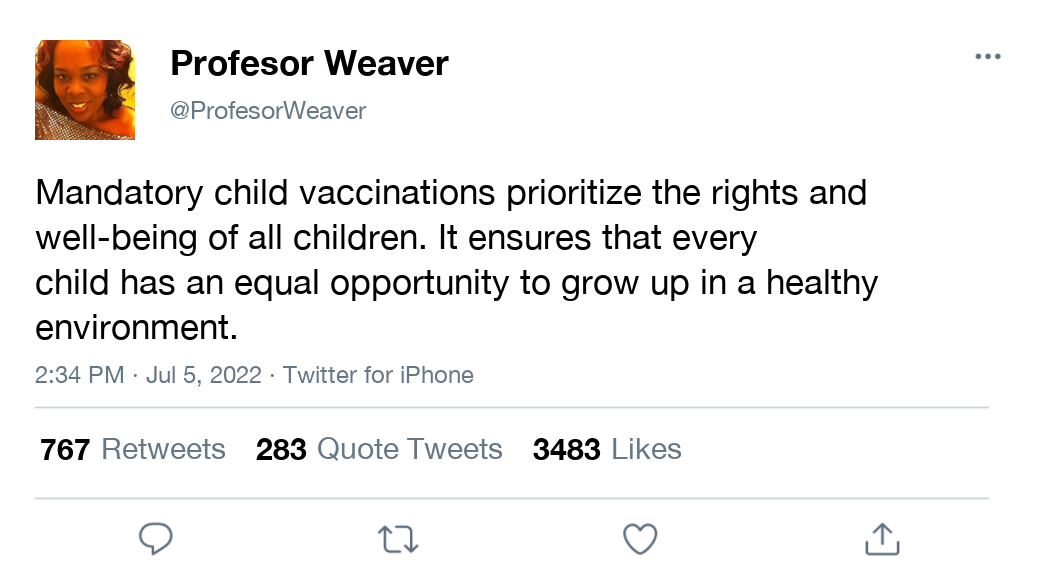 Profesor Weaver
@ProfesorWeaver
Mandatory child vaccinations prioritize the rights and
well-being of all children. It ensures that every
child has an equal opportunity to grow up in a healthy
environment.
2:34 PM · Jul 5, 2022 · Twitter for iPhone
767 Retweets 283 Quote Tweets 3483 Likes